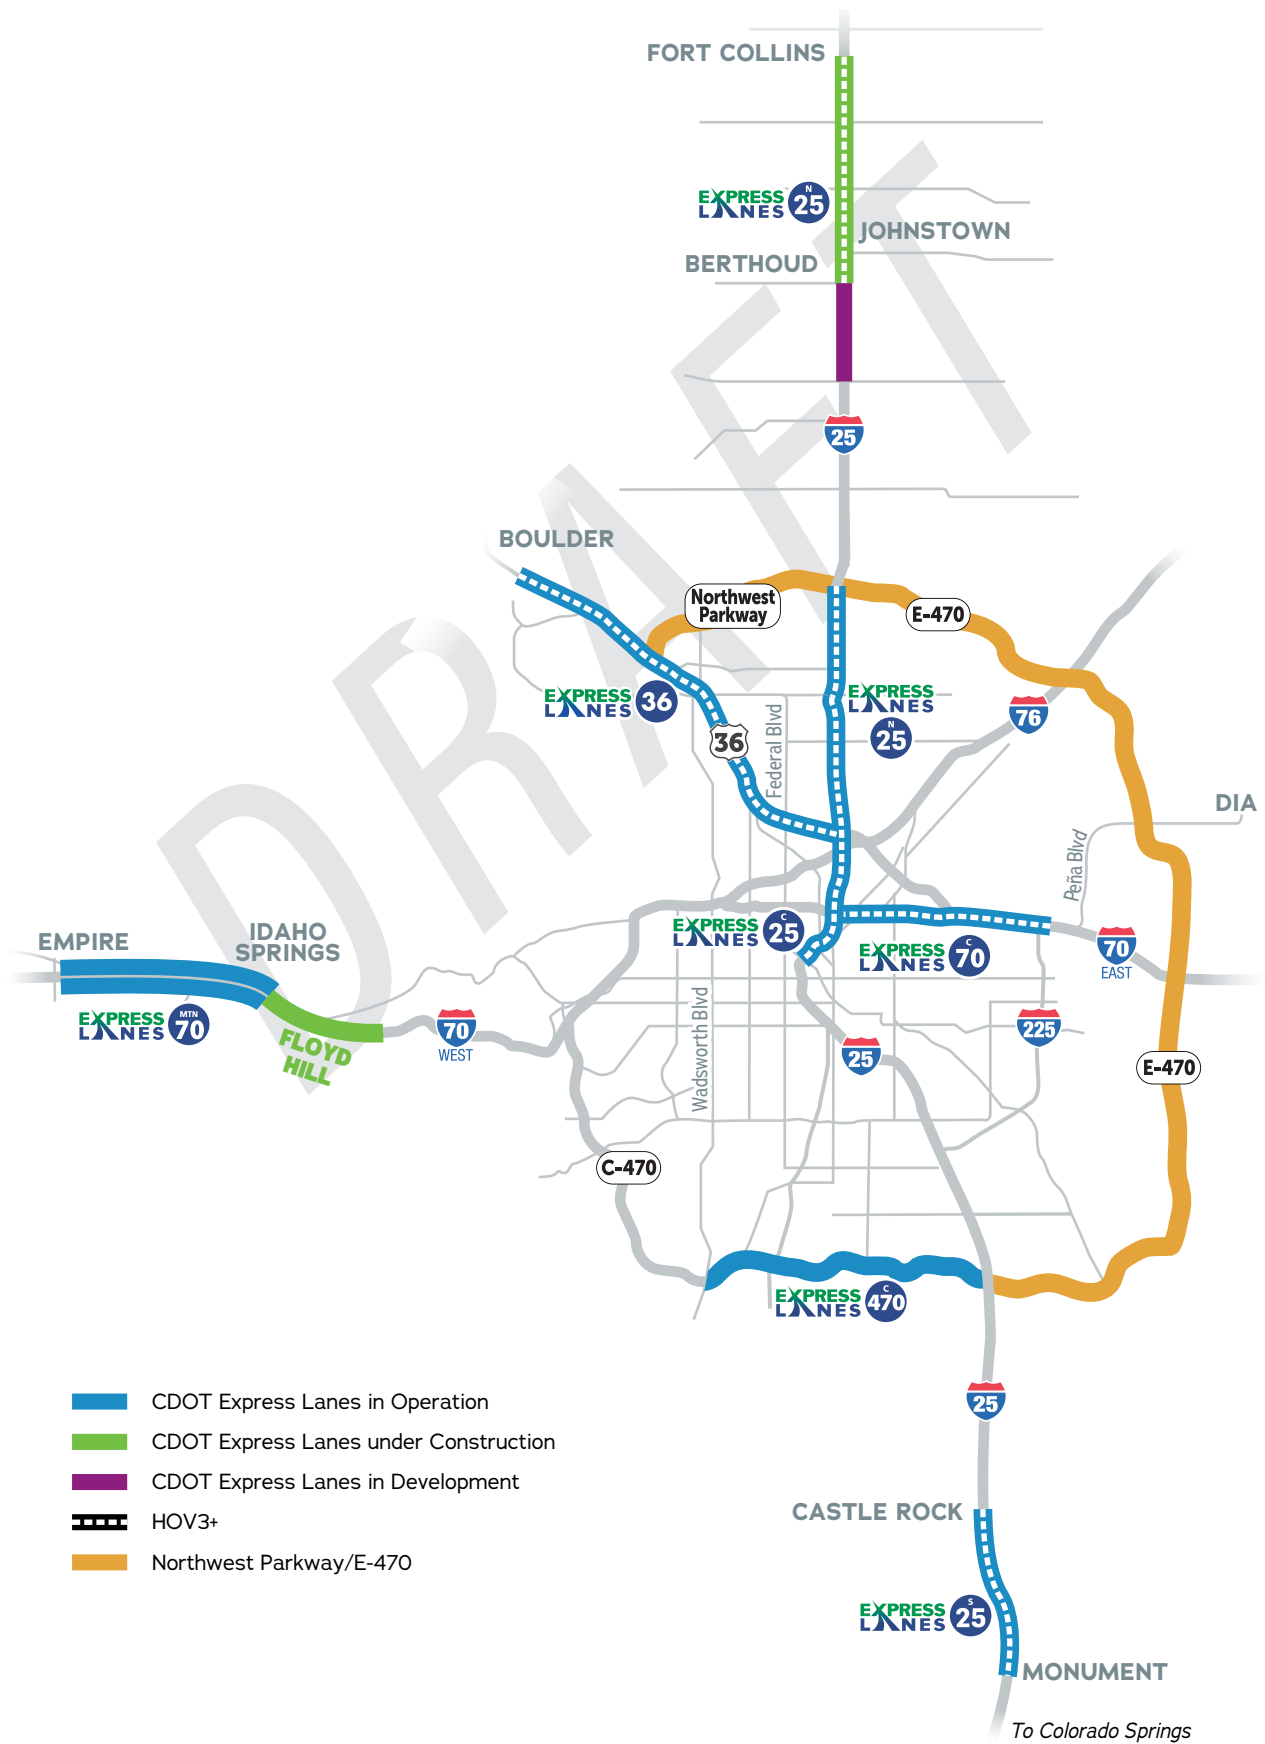 FORT COLLINS
EXPRESS
LANES
N
25
JOHNSTOWN
BERTHOUD
25
BOULDER
Northwest
Parkway
E-470
EXPRESS
LANES
36
EXPRESS
LANES
N
25
76
36
Federal Blvd
DIA
Peña Blvd
EXPRESS
LANES
C
25
EXPRESS
LANES
C
70
70
EAST
EMPIRE
IDAHO
SPRINGS
EXPRESS
LANES
MTN
70
FLOYD
HILL
70
WEST
Wadsworth Blvd
25
225
E-470
C-470
EXPRESS
LANES
C
470
25
CDOT Express Lanes in Operation
CDOT Express Lanes under Construction
CDOT Express Lanes in Development
HOV3+
Northwest Parkway/E-470
CASTLE ROCK
EXPRESS
LANES
S
25
MONUMENT
To Colorado Springs
DRAFT